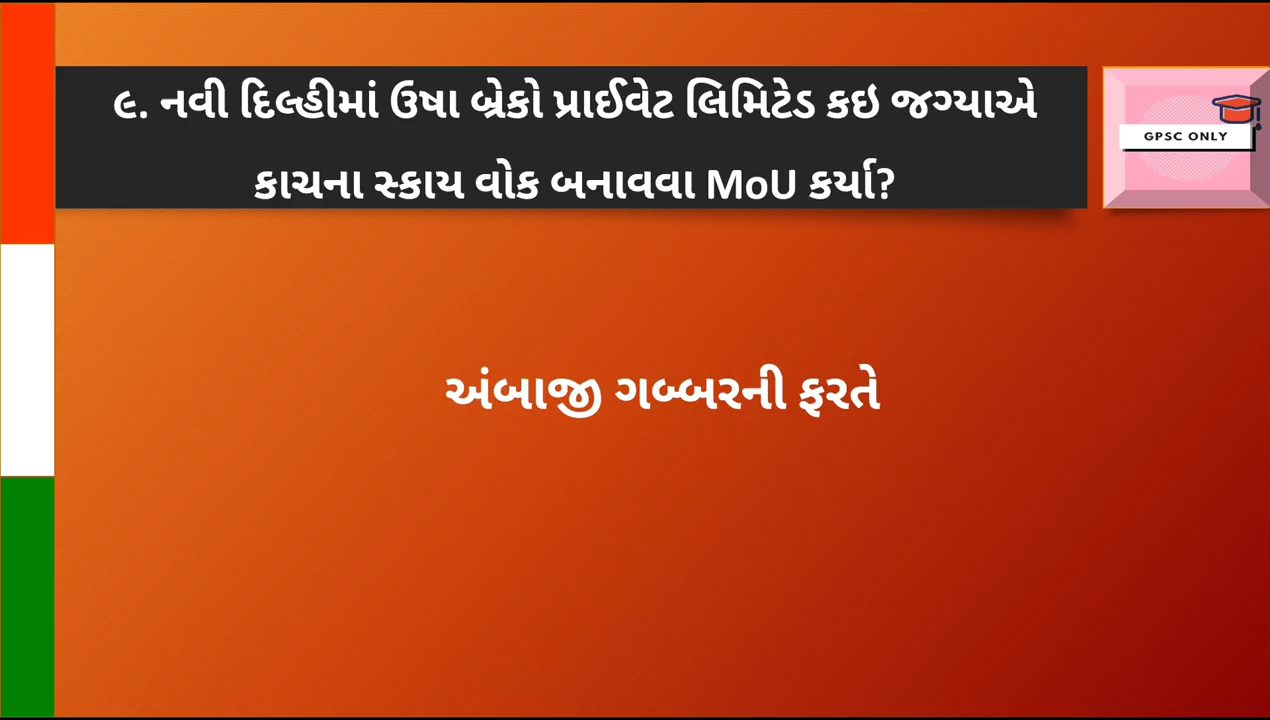 ૯. નવી દિલ્હીમાં ઉષા બ્રેકો પ્રાઈવેટ લિમિટેડ કઇ જગ્યાએ
કાચના સ્કાય વોક બનાવવા MoU કર્યા?
GPSC ONLY
અંબાજી ગબ્બરની ફરતે